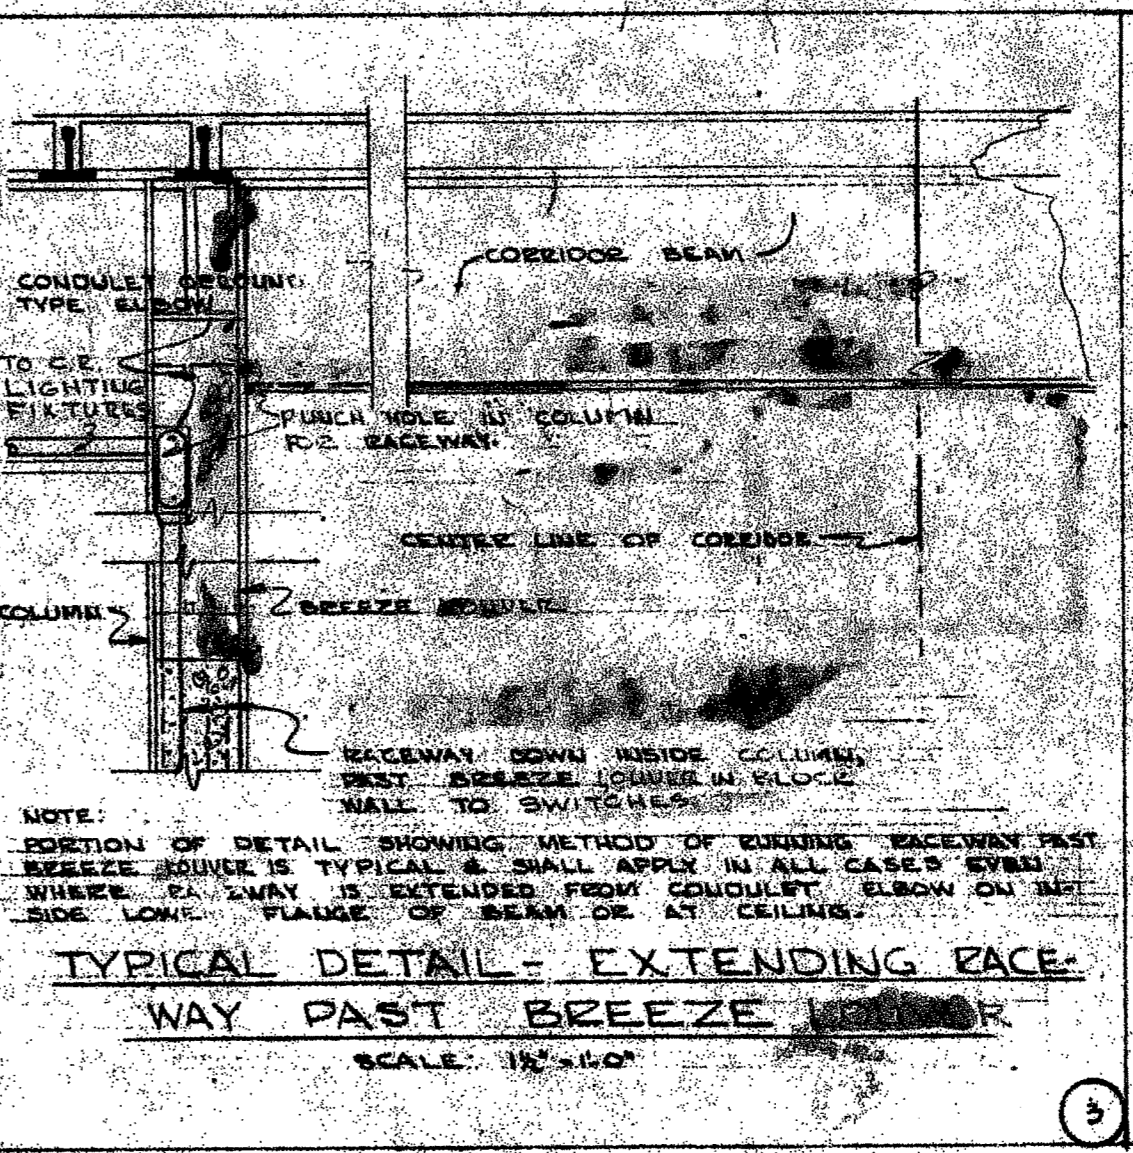 CORRIDOR BEAM
CONDULET
TYPE ELBOW
TO C.R.
LIGHTING
FIXTURES
PUNCH HOLE IN COLUMN
FOR RACEWAY.
CENTER LINE OF CORRIDOR
COLUMN
BREEZE LOUVER
RACEWAY DOWN INSIDE COLUMN,
PAST BREEZE LOUVER IN BLOCK
WALL TO SWITCHES
NOTE:
PORTION OF DETAIL SHOWING METHOD OF RUNNING RACEWAY PAST
BREEZE LOUVER IS TYPICAL & SHALL APPLY IN ALL CASES EVEN
WHERE RACEWAY IS EXTENDED FROM CONDULET ELBOW ON IN-
SIDE LOWER FLANGE OF BEAM OR AT CEILING.
TYPICAL DETAIL - EXTENDING RACE-
WAY PAST BREEZE LOUVER
SCALE: 1½" = 1'-0"
3